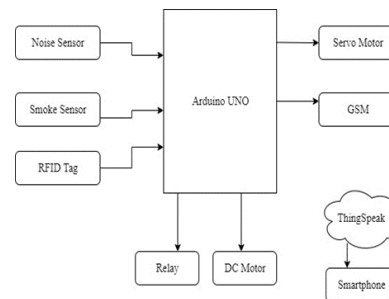 Noise Sensor
Servo Motor
Arduino UNO
Smoke Sensor
GSM
RFID Tag
ThingSpeak
Relay
DC Motor
Smartphone